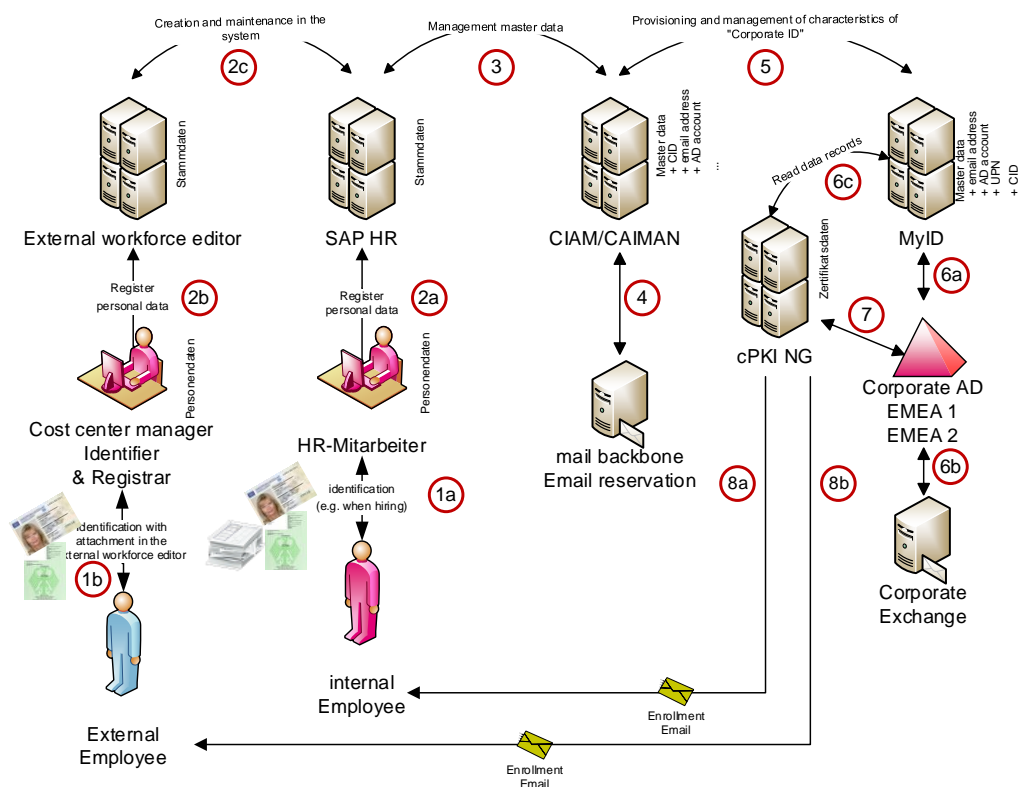 Creation and maintenance in the
system
2c
Management master data
3
Provisioning and management of characteristics of
"Corporate ID"
5
Stammdaten
External workforce editor
Stammdaten
SAP HR
Master data
+ CID
+ email address
+ AD account
...
CIAM/CAIMAN
Read data records
6c
Master data
+ email address
+ AD account
+ UPN
+ CID
MyID
Register
personal data
2b
Personendaten
Cost center manager
Identifier
& Registrar
Register
personal data
2a
Personendaten
HR-Mitarbeiter
4
mail backbone
Email reservation
Zertifikatsdaten
cPKI NG
6a
7
Corporate AD
EMEA 1
EMEA 2
6b
Corporate
Exchange
8a
8b
Identification with
attachment in the
external workforce editor
1b
identification
(e.g. when hiring)
1a
internal
Employee
Enrollment
Email
External
Employee
Enrollment
Email